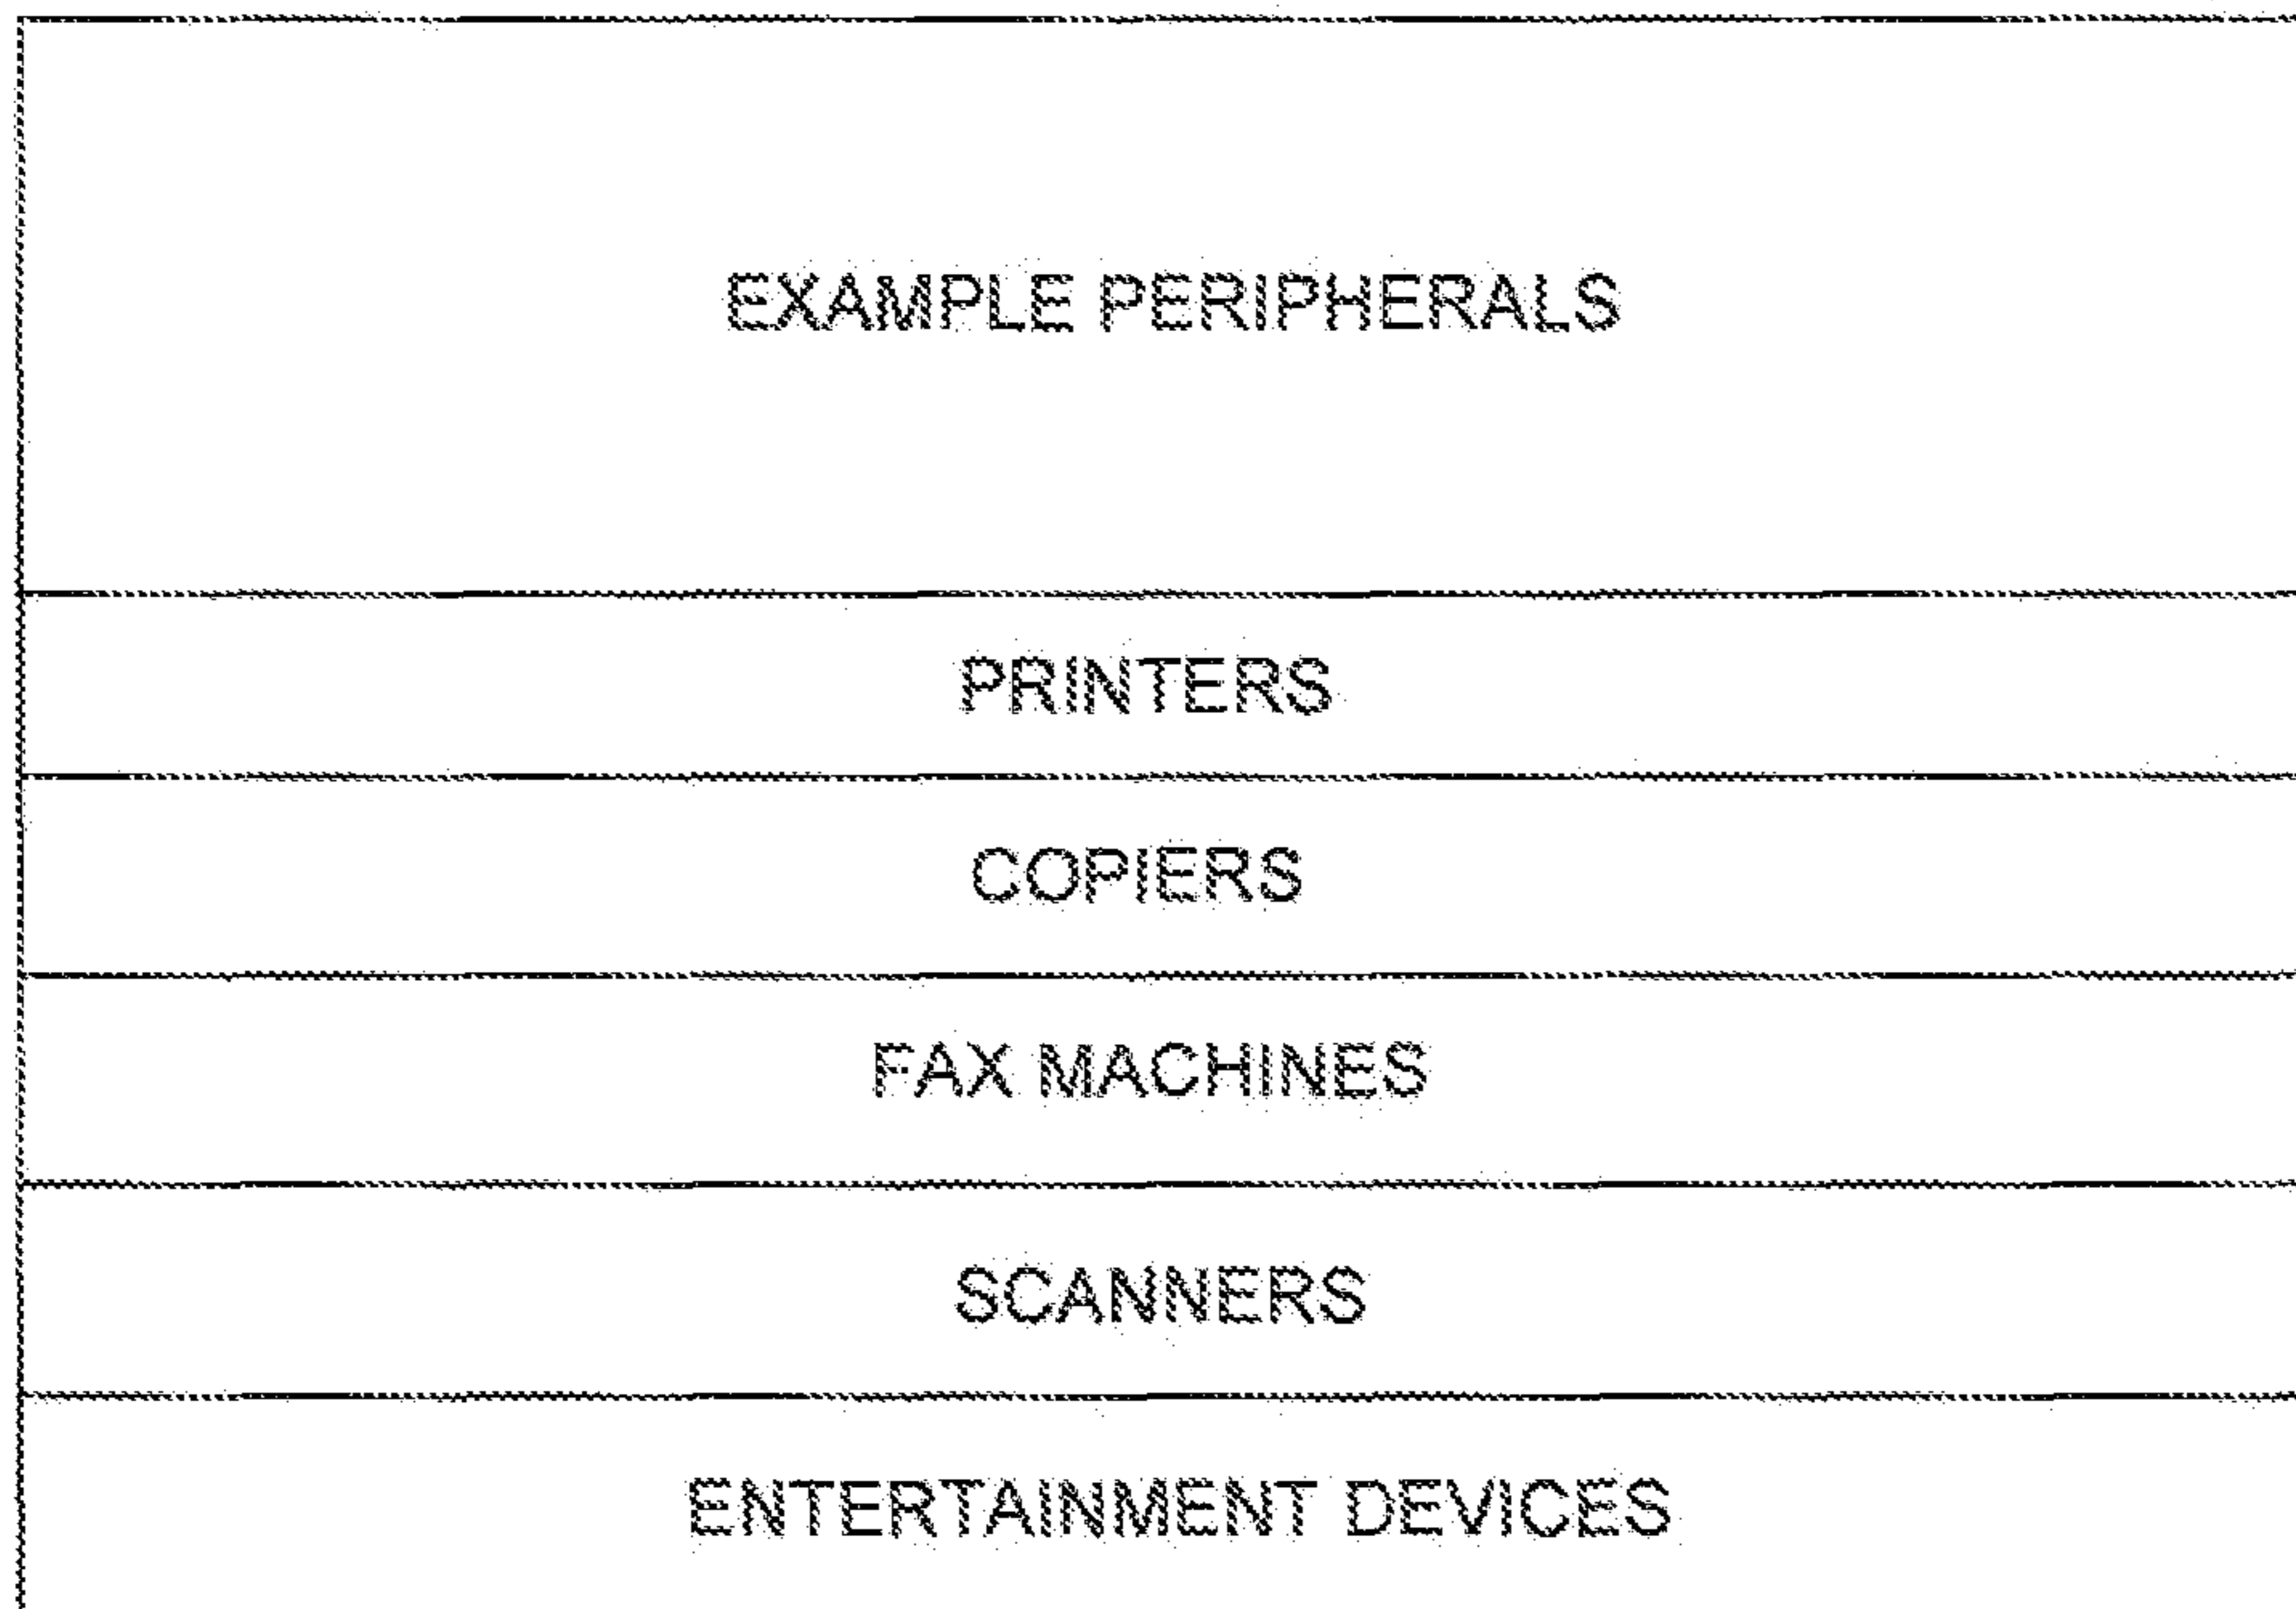 EXAMPLE PERIPHERALS
PRINTERS
COPIERS
FAX MACHINES
SCANNERS
ENTERTAINMENT DEVICES